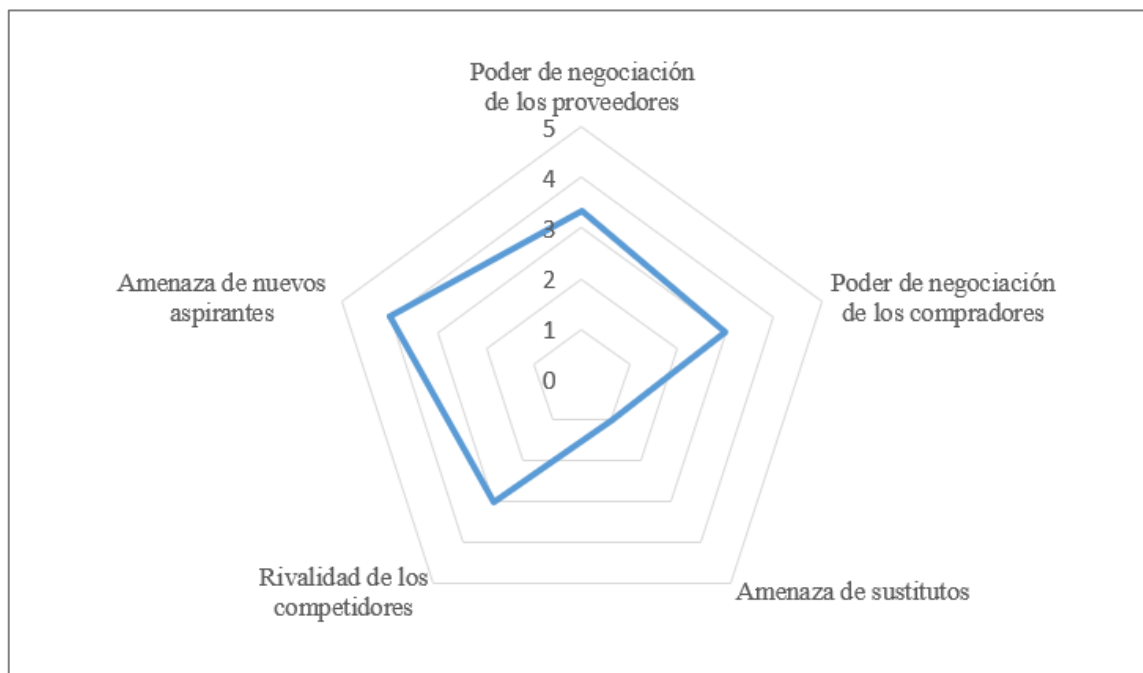 Poder de negociación
de los proveedores
5
4
3
2
1
0
Poder de negociación
de los compradores
Amenaza de sustitutos
Rivalidad de los
competidores
Amenaza de nuevos
aspirantes